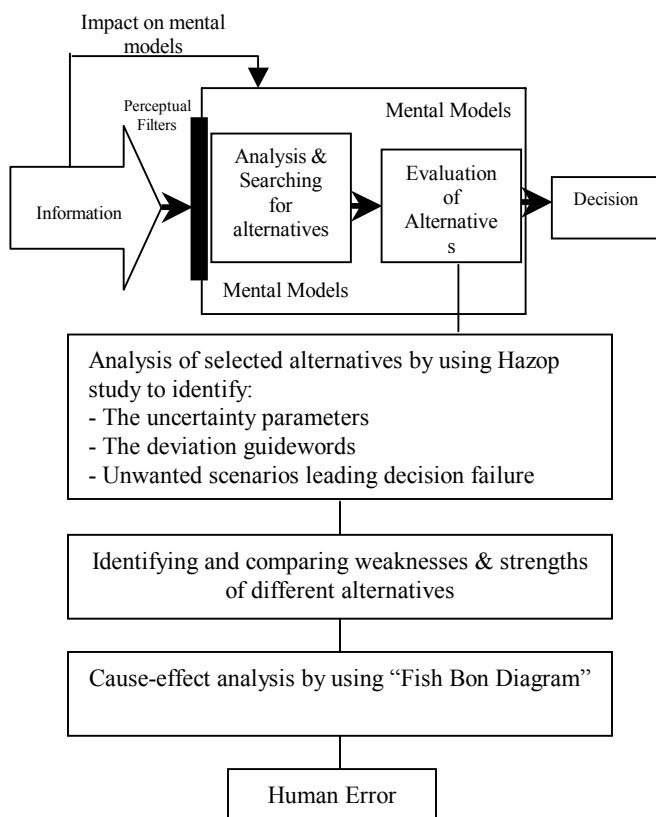 Impact on mental
models
Perceptual
Filters
Mental Models
Information
Analysis &
Searching
for
alternatives
Evaluation
of
Alternative
s
Decision
Mental Models
Analysis of selected alternatives by using Hazop
study to identify:
- The uncertainty parameters
- The deviation guidewords
- Unwanted scenarios leading decision failure
Identifying and comparing weaknesses & strengths
of different alternatives
Cause-effect analysis by using “Fish Bon Diagram”
Human Error